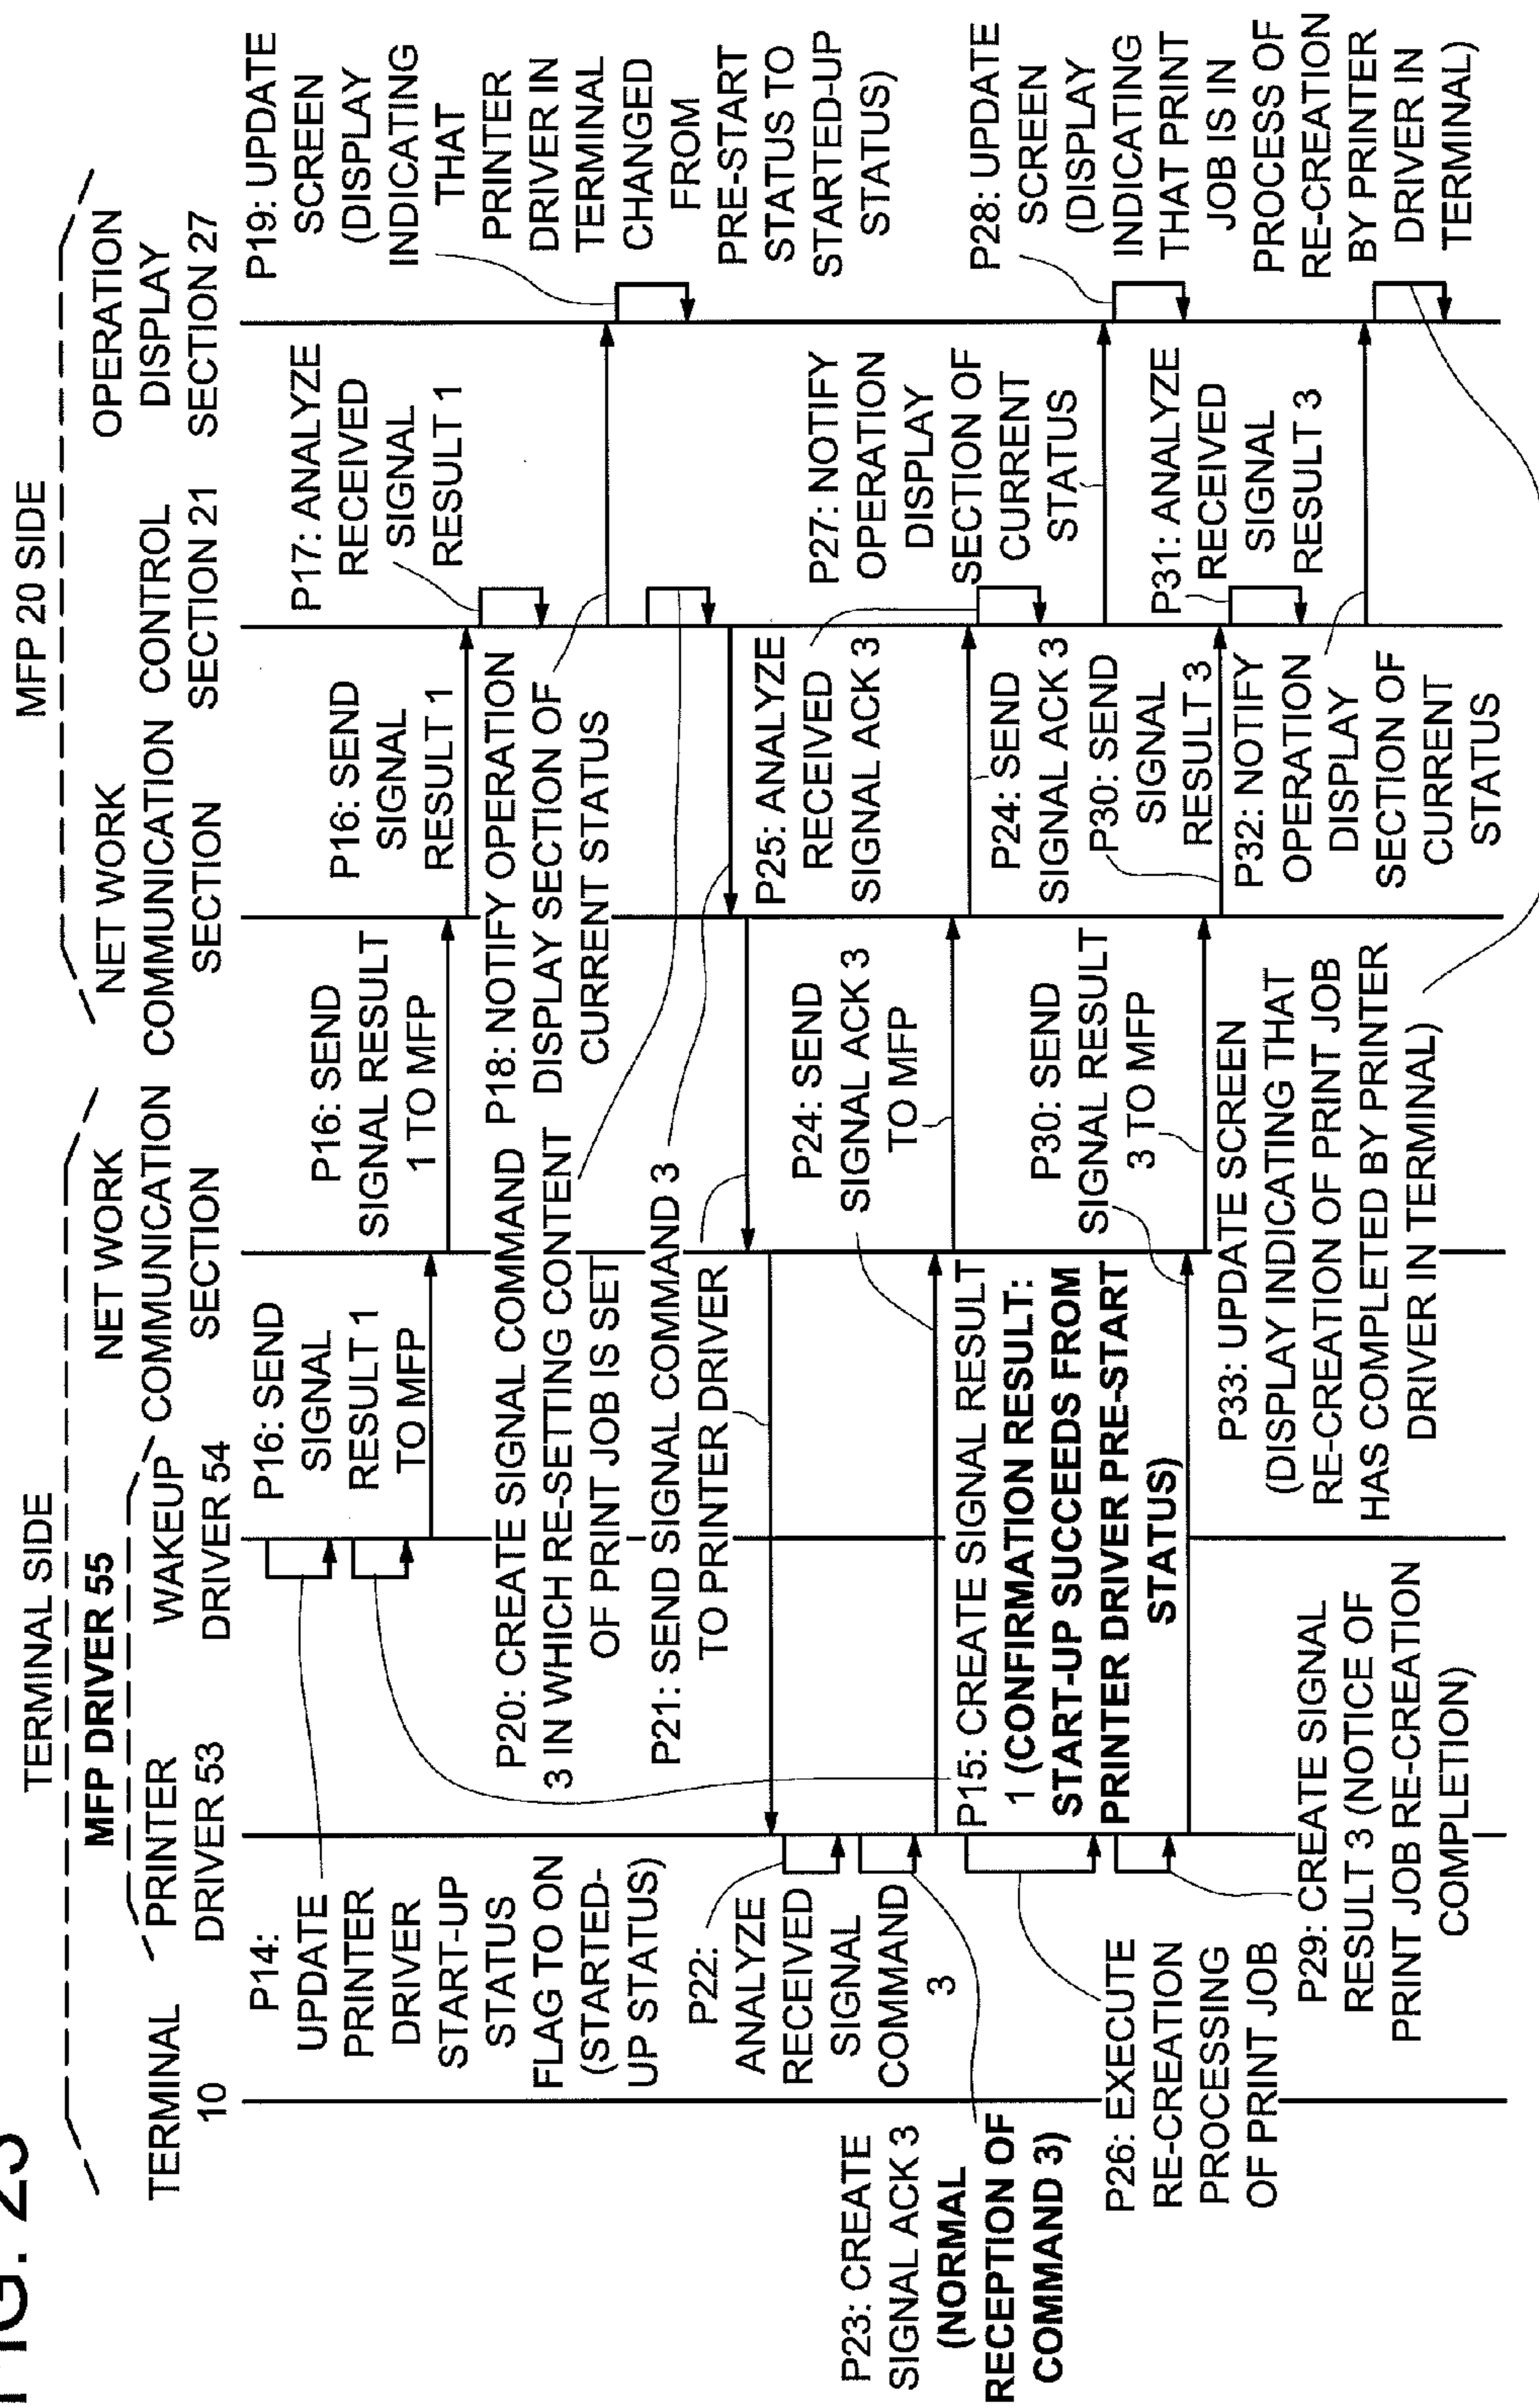 FIG. 23
TERMINAL SIDE
MFP 20 SIDE
MFP DRIVER 55
TERMINAL
10
PRINTER
DRIVER 53
WAKEUP
DRIVER 54
NET WORK
COMMUNICATION
SECTION
NET WORK
COMMUNICATION
SECTION
CONTROL
SECTION 21
OPERATION
DISPLAY
SECTION 27
P14:
UPDATE
PRINTER
DRIVER
START-UP
STATUS
FLAG TO ON
(STARTED-
UP STATUS)
P16: SEND
SIGNAL
RESULT 1
TO MFP
P16: SEND
SIGNAL RESULT
1 TO MFP
P16: SEND
SIGNAL
RESULT 1
P17: ANALYZE
RECEIVED
SIGNAL
RESULT 1
P19: UPDATE
SCREEN
(DISPLAY
INDICATING
THAT
PRINTER
DRIVER IN
TERMINAL
CHANGED
FROM
PRE-START
STATUS TO
STARTED-UP
STATUS)
P18: NOTIFY OPERATION
DISPLAY SECTION OF
CURRENT STATUS
P20: CREATE SIGNAL COMMAND
3 IN WHICH RE-SETTING CONTENT
OF PRINT JOB IS SET
P21: SEND SIGNAL COMMAND 3
TO PRINTER DRIVER
P22:
ANALYZE
RECEIVED
SIGNAL
COMMAND
3
P23: CREATE
SIGNAL ACK 3
(NORMAL
RECEPTION OF
COMMAND 3)
P24: SEND
SIGNAL ACK 3
TO MFP
P25: ANALYZE
RECEIVED
SIGNAL ACK 3
P24: SEND
SIGNAL ACK 3
P27: NOTIFY
OPERATION
DISPLAY
SECTION OF
CURRENT
STATUS
P28: UPDATE
SCREEN
(DISPLAY
INDICATING
THAT PRINT
JOB IS IN
PROCESS OF
RE-CREATION
BY PRINTER
DRIVER IN
TERMINAL)
P15: CREATE SIGNAL RESULT
1 (CONFIRMATION RESULT:
START-UP SUCCEEDS FROM
PRINTER DRIVER PRE-START
STATUS)
P26: EXECUTE
RE-CREATION
PROCESSING
OF PRINT JOB
P29: CREATE SIGNAL
RESULT 3 (NOTICE OF
PRINT JOB RE-CREATION
COMPLETION)
P30: SEND
SIGNAL RESULT
3 TO MFP
P30: SEND
SIGNAL
RESULT 3
P31: ANALYZE
RECEIVED
SIGNAL
RESULT 3
P32: NOTIFY
OPERATION
DISPLAY
SECTION OF
CURRENT
STATUS
P33: UPDATE SCREEN
(DISPLAY INDICATING THAT
RE-CREATION OF PRINT JOB
HAS COMPLETED BY PRINTER
DRIVER IN TERMINAL)